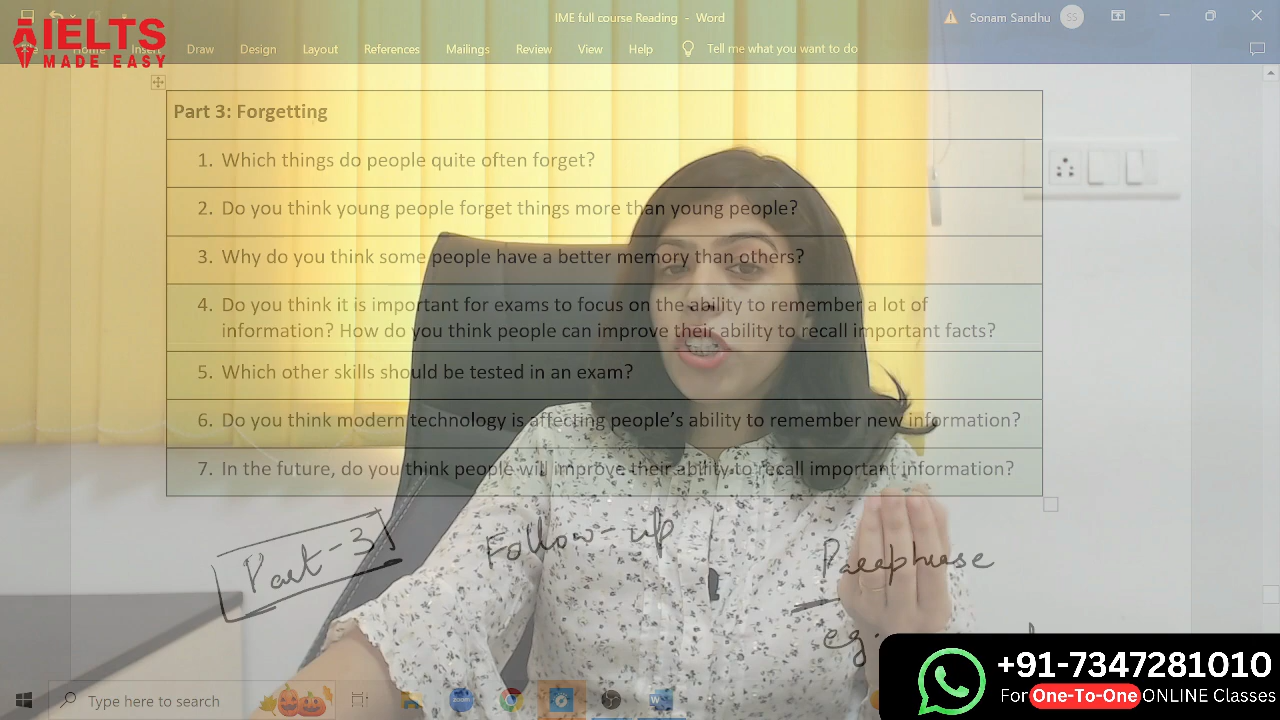 IELTS
MADE EASY
IME full course Reading - Word
Sonam Sandhu
SS
File Home Insert Draw Design Layout References Mailings Review View Help Tell me what you want to do
Part 3: Forgetting
1. Which things do people quite often forget?
2. Do you think young people forget things more than young people?
3. Why do you think some people have a better memory than others?
4. Do you think it is important for exams to focus on the ability to remember a lot of
information? How do you think people can improve their ability to recall important facts?
5. Which other skills should be tested in an exam?
6. Do you think modern technology is affecting people’s ability to remember new information?
7. In the future, do you think people will improve their ability to recall important information?
Part-3
Follow-up
Paraphrase
eg.
+91-7347281010
For One-To-One ONLINE Classes
Type here to search
zoom